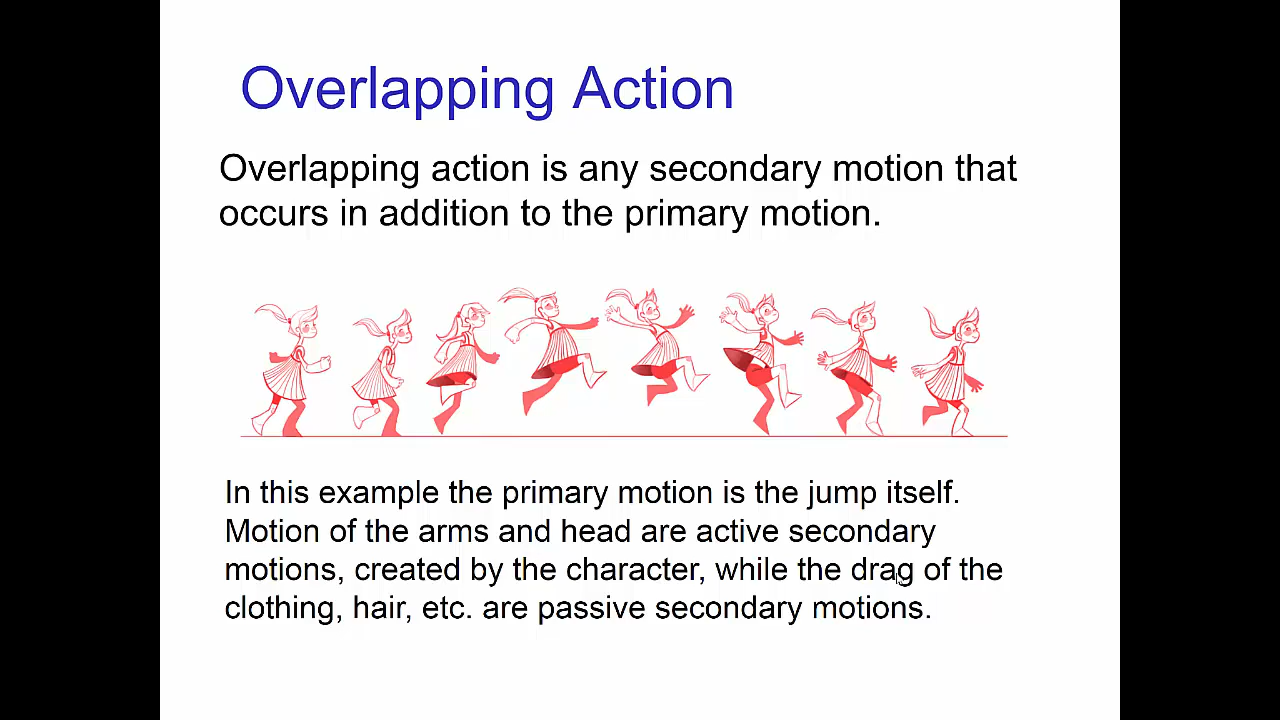 Overlapping Action
Overlapping action is any secondary motion that
occurs in addition to the primary motion.
In this example the primary motion is the jump itself.
Motion of the arms and head are active secondary
motions, created by the character, while the drag of the
clothing, hair, etc. are passive secondary motions.